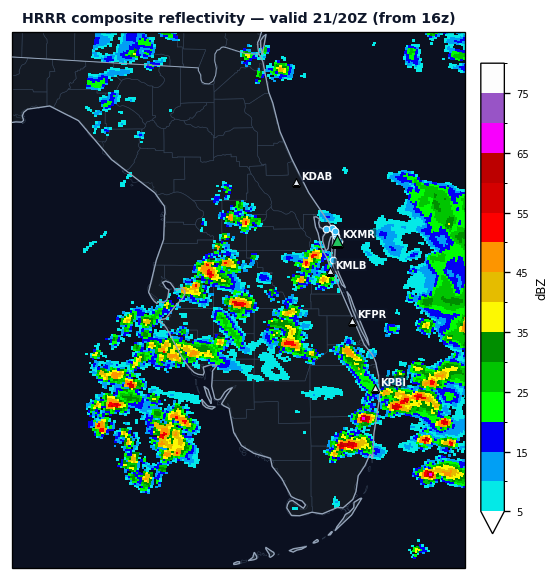 HRRR composite reflectivity — valid 21/20Z (from 16z)
KDAB
KXMR
KMLB
KFPR
KPBI
75
65
55
45
35
25
15
5
dBZ